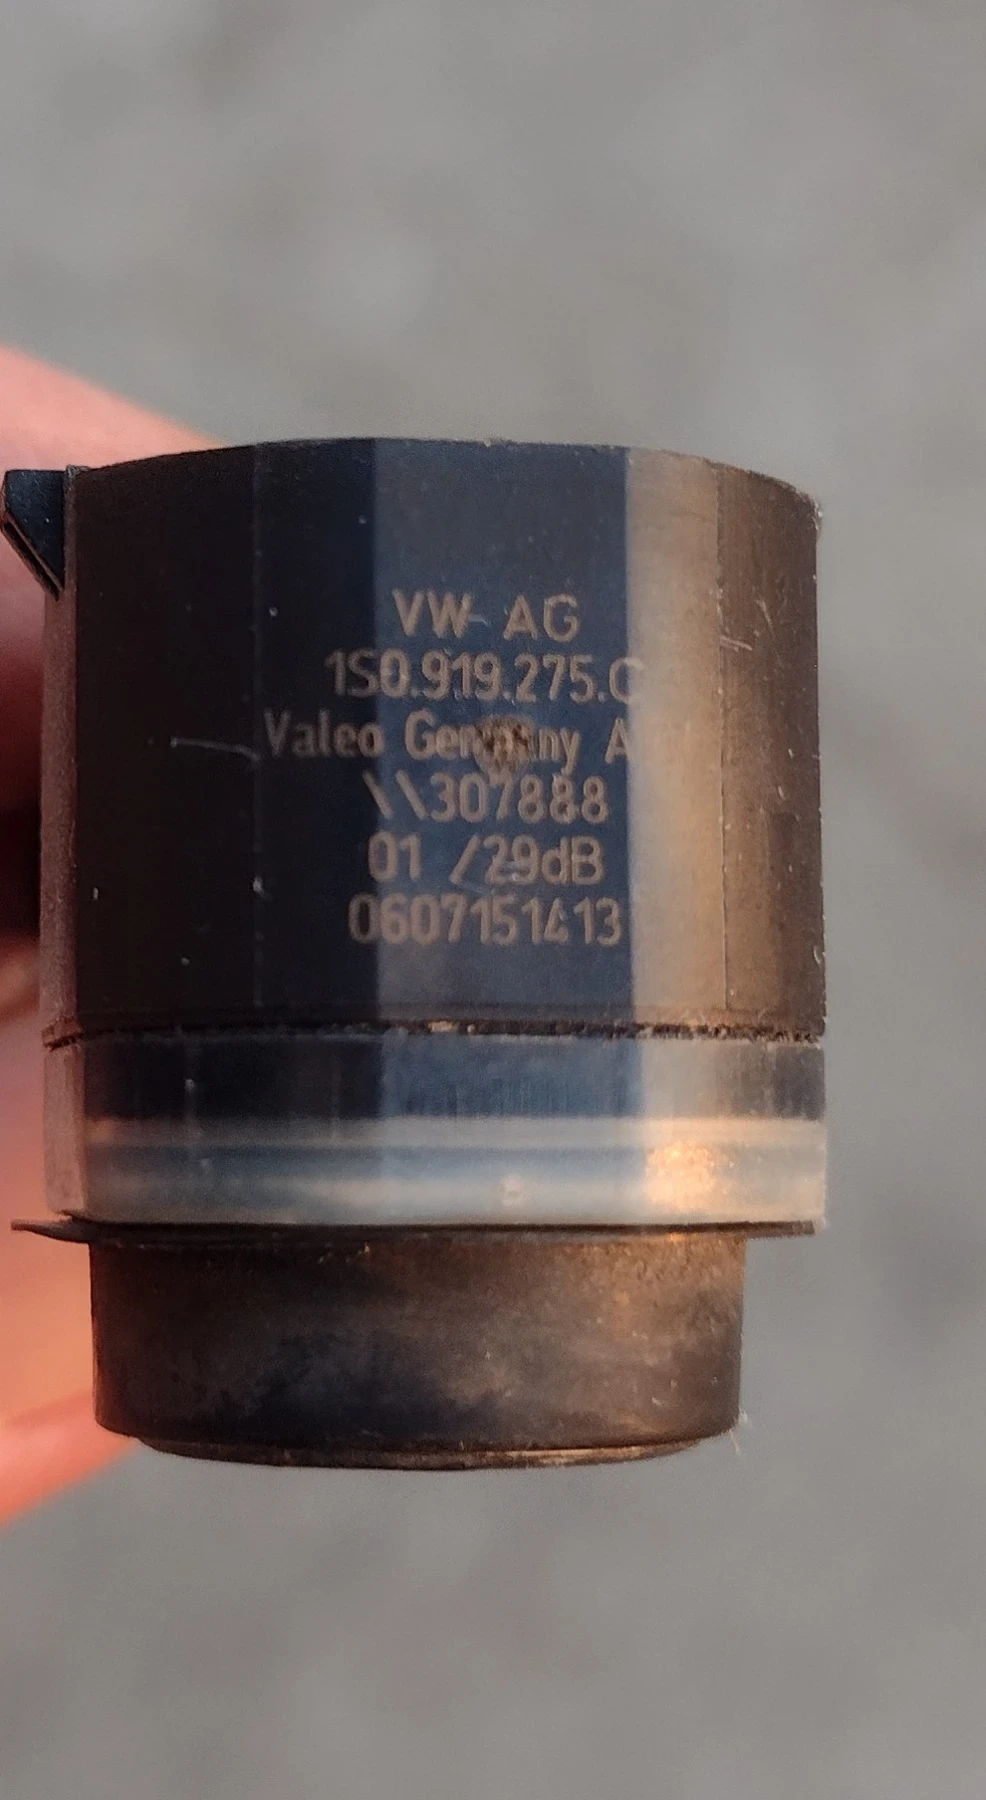 VW AG
1S0.919.275.C
Valeo Germany A
\\307888
01 /29dB
0607151413